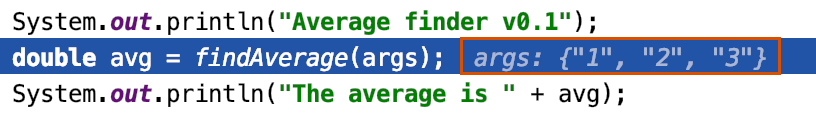 System.out.println("Average finder v0.1");
double avg = findAverage(args); args: {"1", "2", "3"}
System.out.println("The average is " + avg);